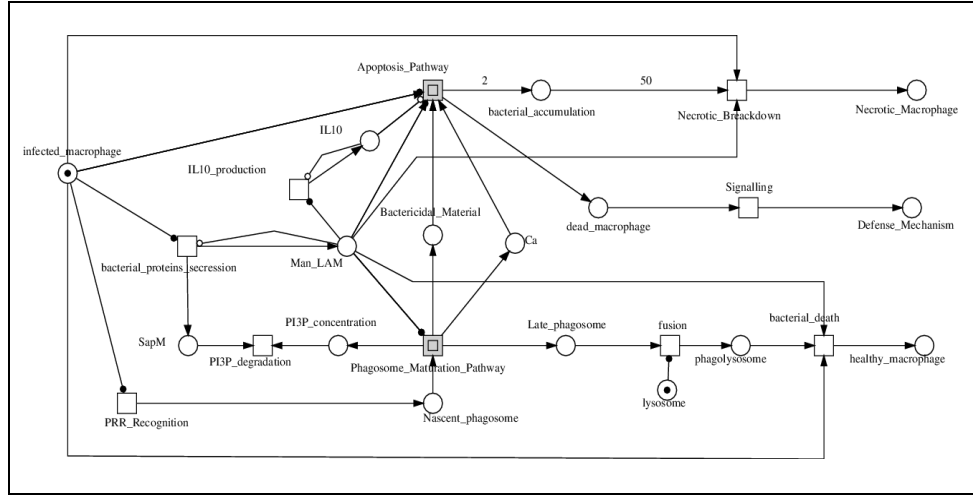 Apoptosis_Pathway
2
50
bacterial_accumulation
Necrotic_Breakdown
Necrotic_Macrophage
IL10
infected_macrophage
IL10_production
Signalling
Bactericidal_Material
dead_macrophage
Defense_Mechanism
Ca
bacterial_proteins_secression
Man_LAM
bacterial_death
PI3P_concentration
Late_phagosome
fusion
SapM
PI3P_degradation
Phagosome_Maturation_Pathway
phagolysosome
healthy_macrophage
lysosome
PRR_Recognition
Nascent_phagosome